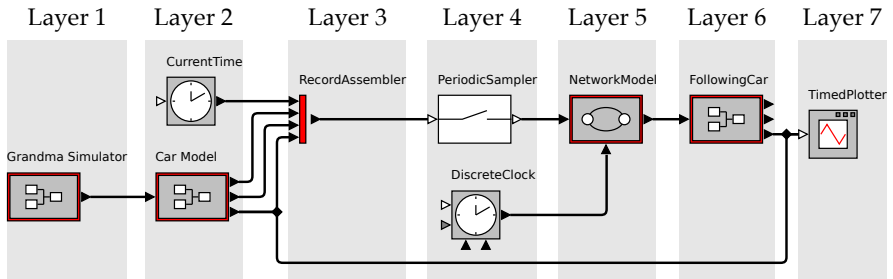 Layer 1 Layer 2 Layer 3 Layer 4 Layer 5 Layer 6 Layer 7
CurrentTime
RecordAssembler
PeriodicSampler
NetworkModel
FollowingCar
TimedPlotter
Grandma Simulator
Car Model
DiscreteClock